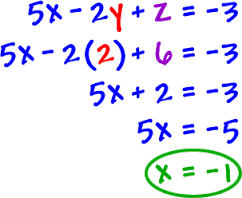 5x - 2y + z = -3
5x - 2(2) + 6 = -3
5x + 2 = -3
5x = -5
x = -1